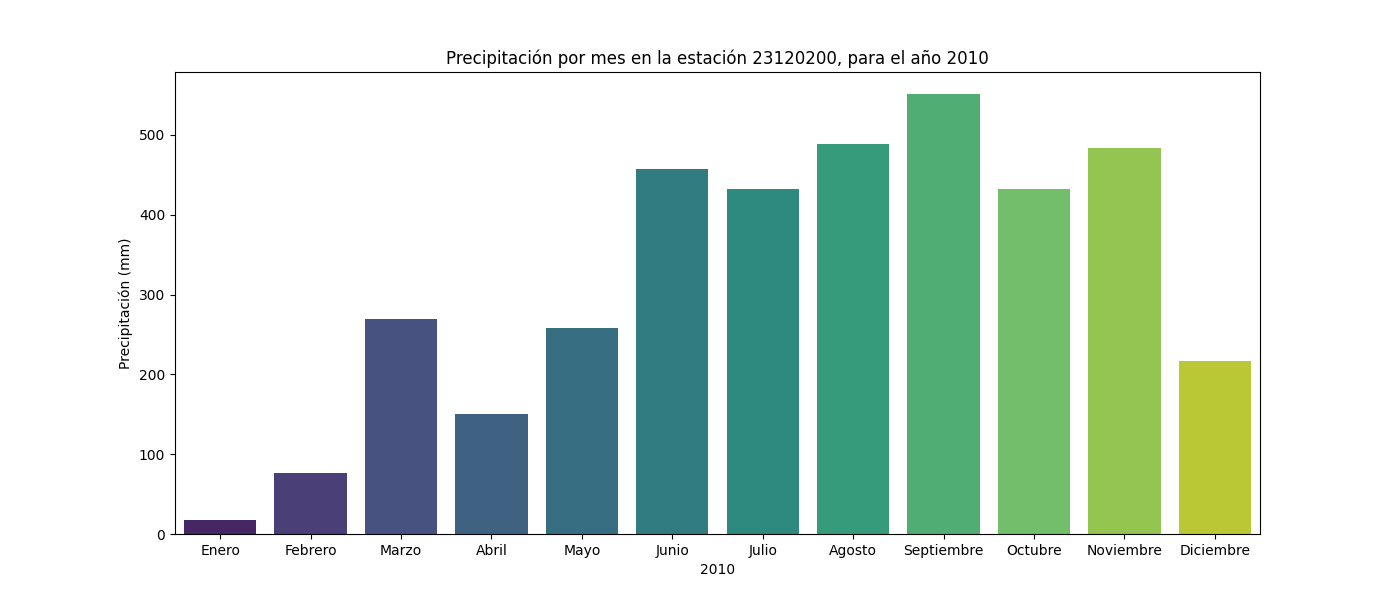 Precipitación por mes en la estación 23120200, para el año 2010
Precipitación (mm)
500
400
300
200
100
0
Enero Febrero Marzo Abril Mayo Junio Julio Agosto Septiembre Octubre Noviembre Diciembre
2010